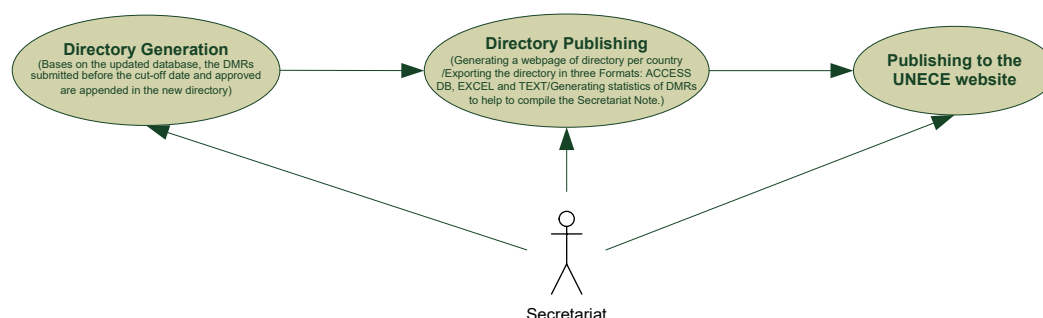 Directory Generation
(Based on the updated database, the DMRs
submitted before the cut-off date and approved
are appended in the new directory)
Directory Publishing
(Generating a webpage of directory per country
/Exporting the directory in three Formats: ACCESS
DB, EXCEL and TEXT/Generating statistics of DMRs
to help to compile the Secretariat Note.)
Publishing to the
UNECE website
Secretariat